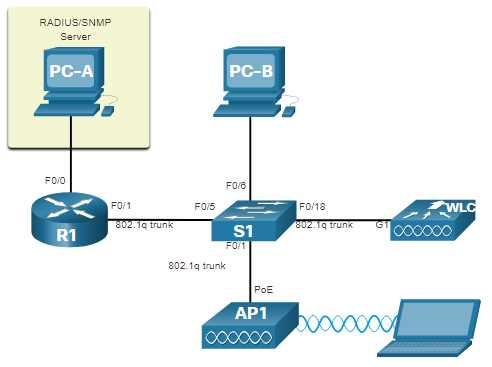 RADIUS/SNMP
Server
PC-A
PC-B
F0/0
F0/6
F0/1
F0/5
F0/18
WLC
R1
802.1q trunk
S1
802.1q trunk
G1
F0/1
802.1q trunk
PoE
AP1